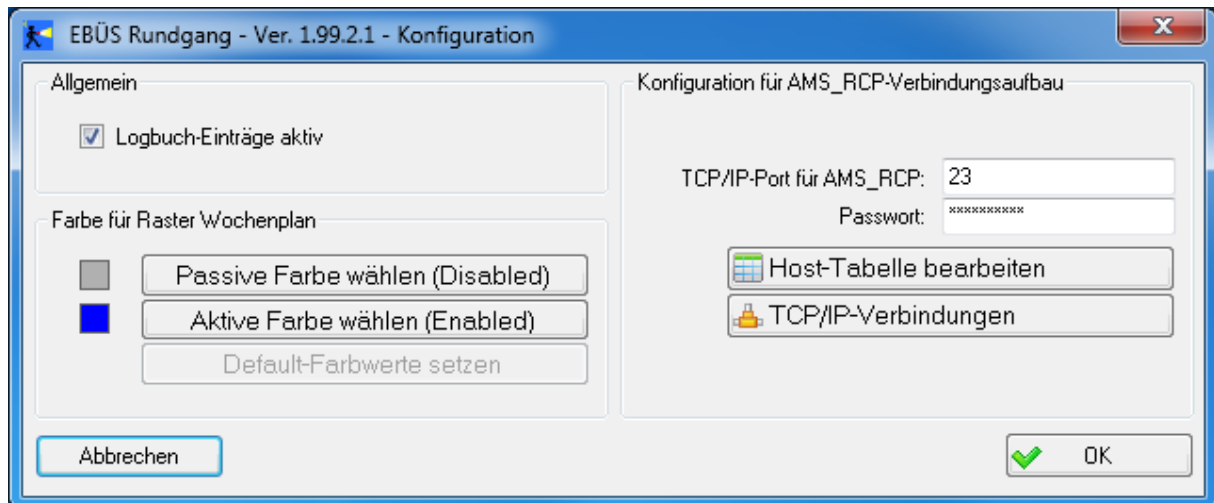 EBÜS Rundgang - Ver. 1.99.2.1 - Konfiguration
Allgemein
Logbuch-Einträge aktiv
Farbe für Raster Wochenplan
Passive Farbe wählen (Disabled)
Aktive Farbe wählen (Enabled)
Default-Farbwerte setzen
Konfiguration für AMS_RCP-Verbindungsaufbau
TCP/IP-Port für AMS_RCP: 23
Passwort: **********
Host-Tabelle bearbeiten
TCP/IP-Verbindungen
Abbrechen
OK